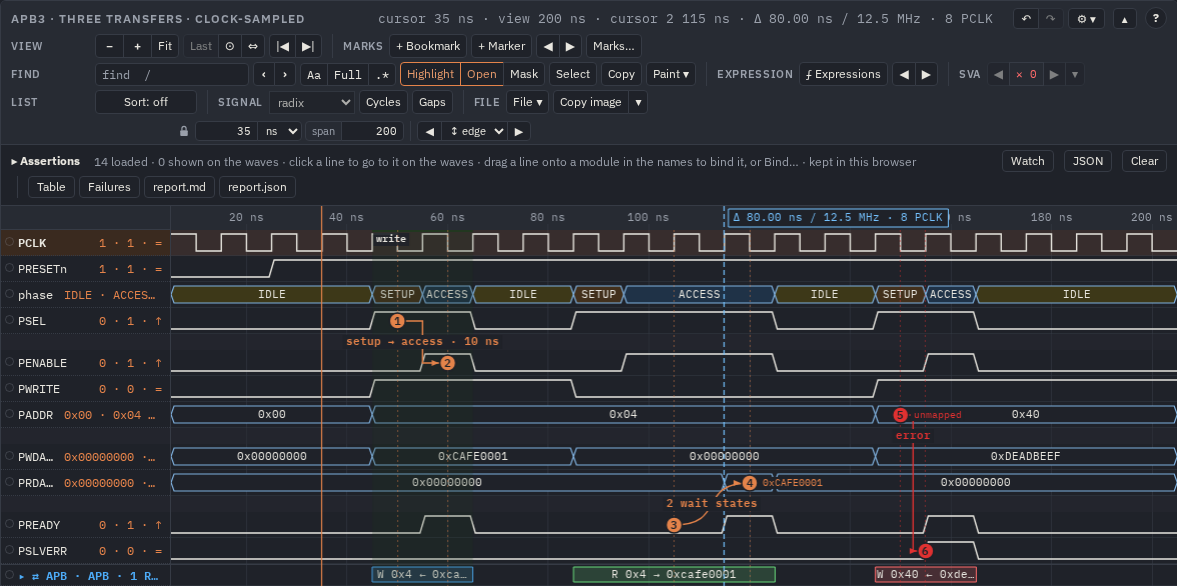 APB3 · THREE TRANSFERS · CLOCK-SAMPLED cursor 35 ns · view 200 ns · cursor 2 115 ns · Δ 80.00 ns / 12.5 MHz · 8 PCLK ↶ ↷ ⚙ ▾ ▴ ?
VIEW − + Fit Last ⊙ ⇔ |◀ ▶| MARKS + Bookmark + Marker ◀ ▶ Marks…
FIND find / ‹ › Aa Full .* Highlight Open Mask Select Copy Paint ▾ EXPRESSION ƒ Expressions ◀ ▶ SVA ◀ × 0 ▶ ▾
LIST Sort: off SIGNAL radix Cycles Gaps FILE File ▾ Copy image ▾
35 ns span 200 ◀ ↕ edge ▶
▸ Assertions 14 loaded · 0 shown on the waves · click a line to go to it on the waves · drag a line onto a module in the names to bind it, or Bind… · kept in this browser Watch JSON Clear
Table Failures report.md report.json
20 ns 40 ns 60 ns 80 ns 100 ns Δ 80.00 ns / 12.5 MHz · 8 PCLK ns 180 ns 200 ns
PCLK 1 · 1 · = write
PRESETn 1 · 1 · =
phase IDLE · ACCES… IDLE SETUP ACCESS IDLE SETUP ACCESS IDLE SETUP ACCESS IDLE
PSEL 0 · 1 · ↑ 1
setup → access · 10 ns
PENABLE 0 · 1 · ↑ 2
PWRITE 0 · 0 · =
PADDR 0x00 · 0x04 … 0x00 0x04 5 unmapped 0x40
error
PWDA… 0x00000000 ·… 0x00000000 0xCAFE0001 0x00000000 0xDEADBEEF
PRDA… 0x00000000 ·… 0x00000000 4 0xCAFE0001 0x00000000
2 wait states
PREADY 0 · 1 · ↑ 3
PSLVERR 0 · 0 · = 6
▸ ⇄ APB · APB · 1 R… W 0x4 ← 0xca… R 0x4 → 0xcafe0001 W 0x40 ← 0xde…